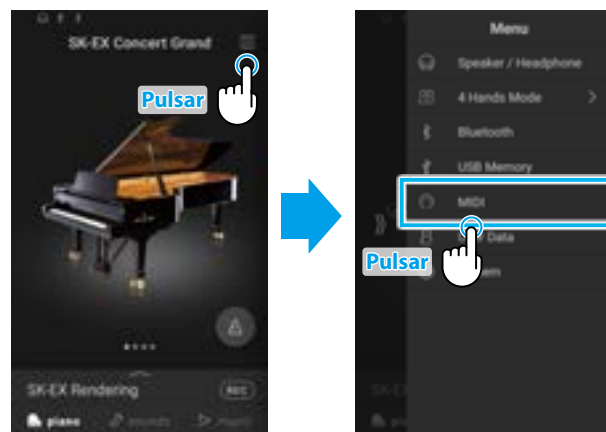 SK-EX Concert Grand
Pulsar
SK-EX Rendering
REC
piano
sounds
music
Menu
Speaker / Headphone
4 Hands Mode
Bluetooth
USB Memory
MIDI
Data
Pulsar